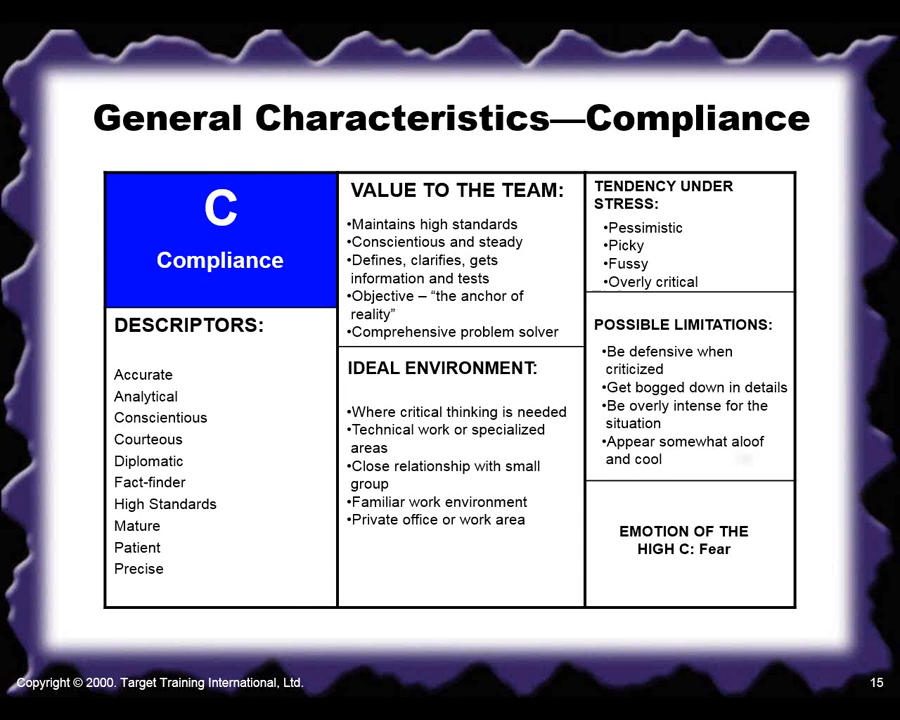 General Characteristics—Compliance
C
Compliance
DESCRIPTORS:
Accurate
Analytical
Conscientious
Courteous
Diplomatic
Fact-finder
High Standards
Mature
Patient
Precise
VALUE TO THE TEAM:
•Maintains high standards
•Conscientious and steady
•Defines, clarifies, gets
information and tests
•Objective – “the anchor of
reality”
•Comprehensive problem solver
IDEAL ENVIRONMENT:
•Where critical thinking is needed
•Technical work or specialized
areas
•Close relationship with small
group
•Familiar work environment
•Private office or work area
TENDENCY UNDER
STRESS:
•Pessimistic
•Picky
•Fussy
•Overly critical
POSSIBLE LIMITATIONS:
•Be defensive when
criticized
•Get bogged down in details
•Be overly intense for the
situation
•Appear somewhat aloof
and cool
EMOTION OF THE
HIGH C: Fear
Copyright © 2000. Target Training International, Ltd.
15